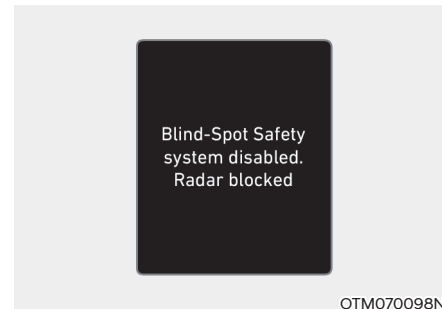 Blind-Spot Safety
system disabled.
Radar blocked
OTM070098N